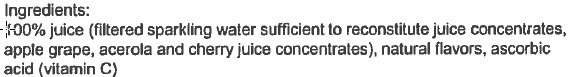 Ingredients:
100% juice (filtered sparkling water sufficient to reconstitute juice concentrates,
apple grape, acerola and cherry juice concentrates), natural flavors, ascorbic
acid (vitamin C)